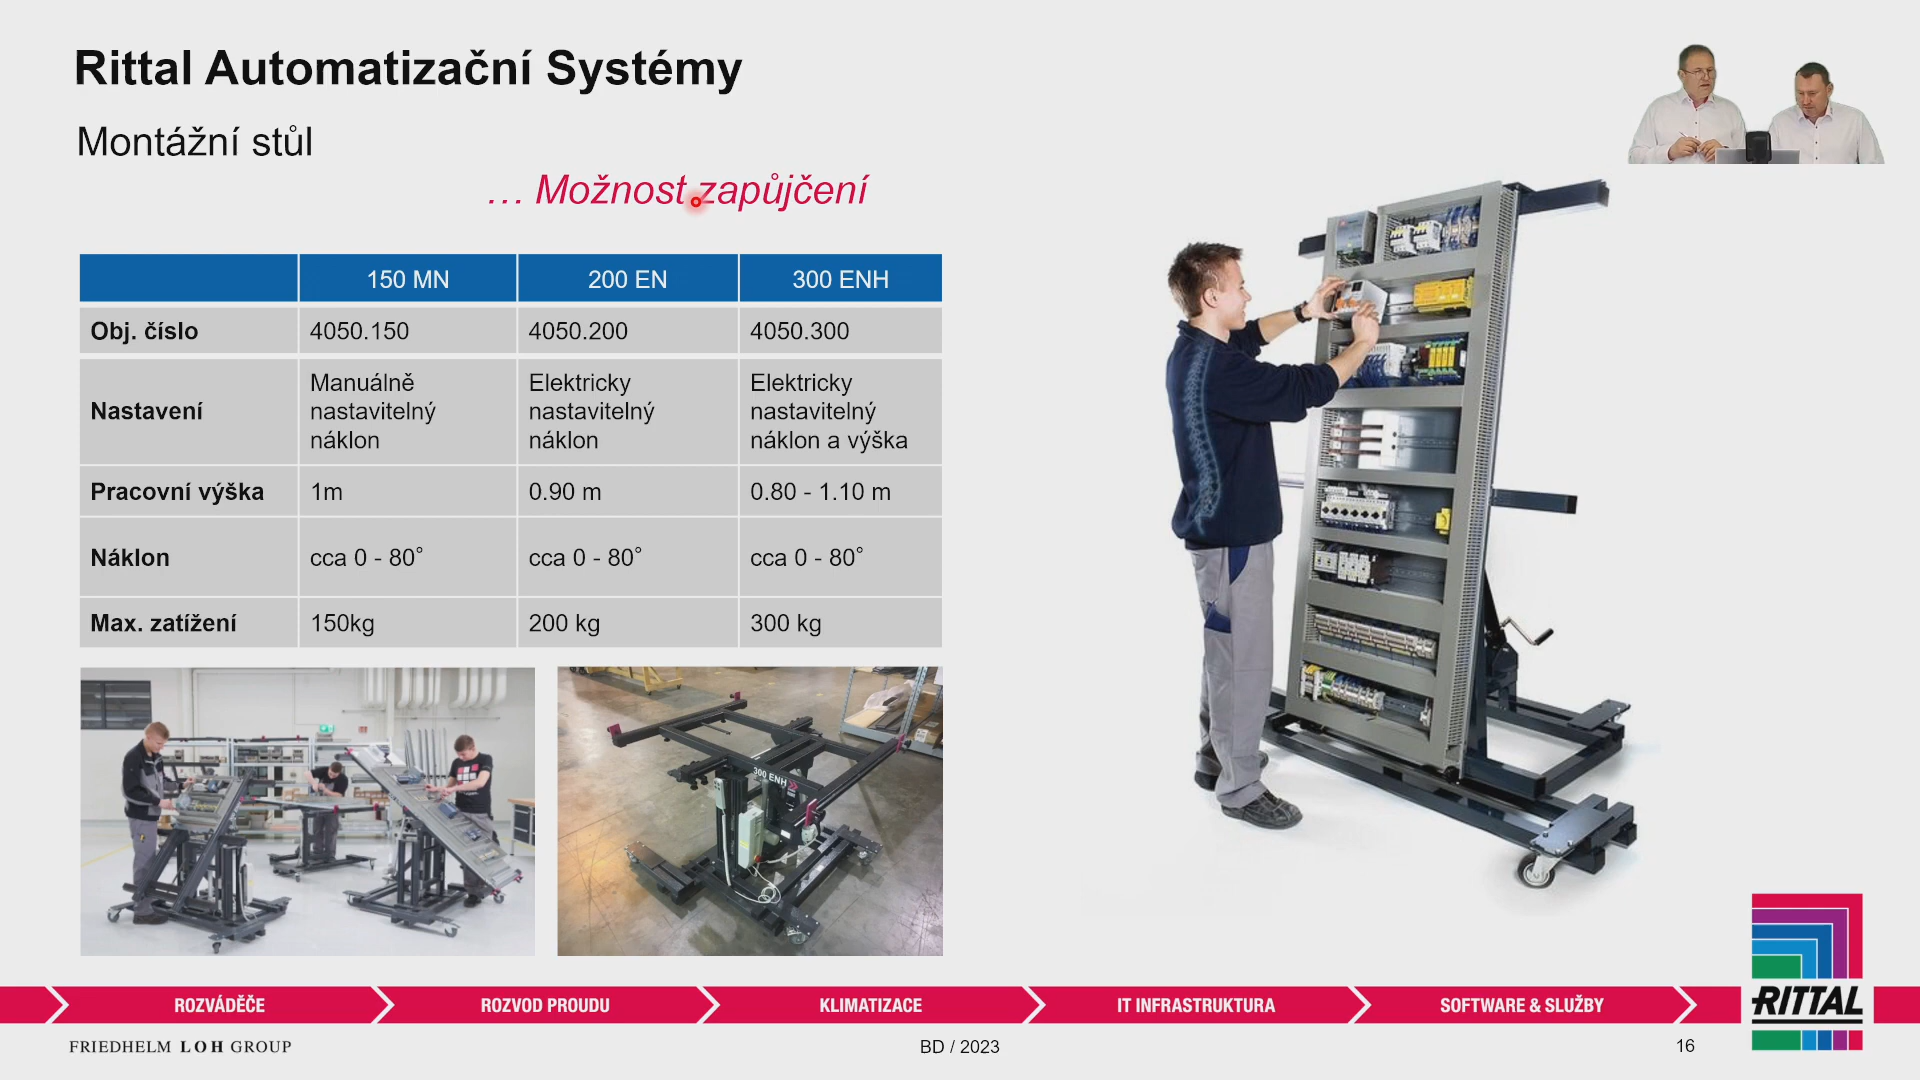 Rittal Automatizační Systémy
Montážní stůl
… Možnost zapůjčení
150 MN 200 EN 300 ENH
Obj. číslo 4050.150 4050.200 4050.300
Nastavení Manuálně nastavitelný náklon Elektricky nastavitelný náklon Elektricky nastavitelný náklon a výška
Pracovní výška 1m 0.90 m 0.80 - 1.10 m
Náklon cca 0 - 80° cca 0 - 80° cca 0 - 80°
Max. zatížení 150kg 200 kg 300 kg
300 ENH
ROZVÁDĚČE ROZVOD PROUDU KLIMATIZACE IT INFRASTRUKTURA SOFTWARE & SLUŽBY
RITTAL
FRIEDHELM LOH GROUP BD / 2023 16